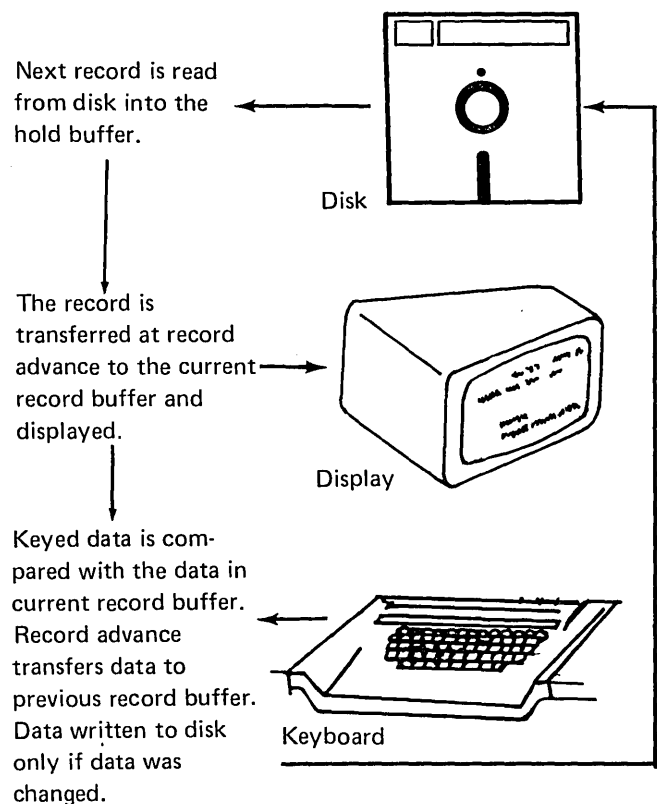 Next record is read
from disk into the
hold buffer.
Disk
The record is
transferred at record
advance to the current
record buffer and
displayed.
Display
Keyed data is com-
pared with the data in
current record buffer.
Record advance
transfers data to
previous record buffer.
Data written to disk
only if data was
changed.
Keyboard